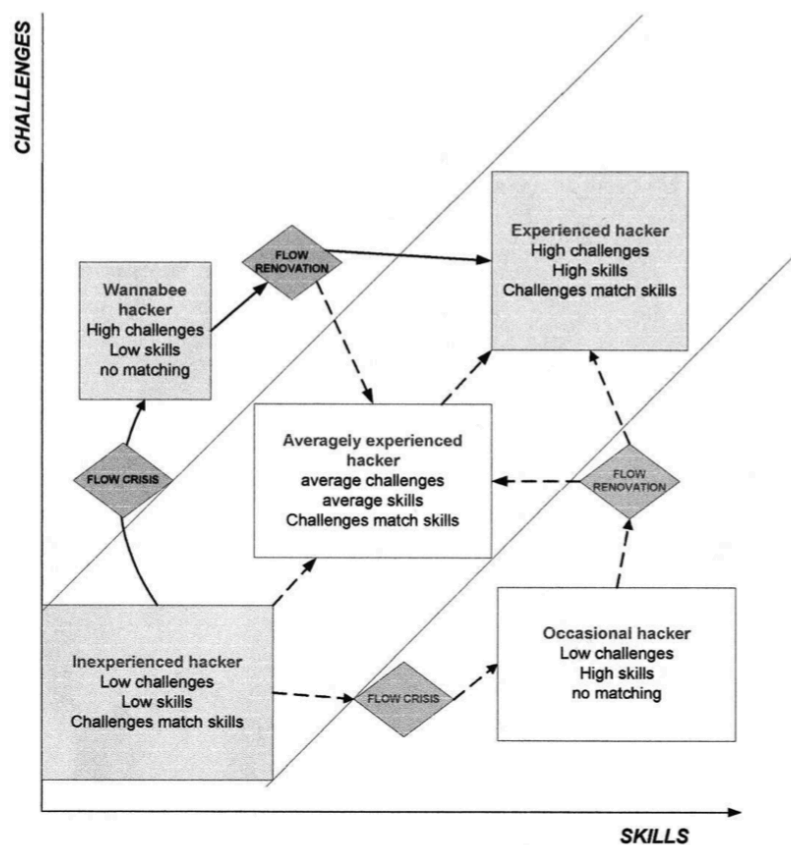 CHALLENGES
FLOW
RENOVATION
Experienced hacker
High challenges
High skills
Challenges match skills
Wannabee
hacker
High challenges
Low skills
no matching
Averagely experienced
hacker
average challenges
average skills
Challenges match skills
FLOW CRISIS
FLOW
RENOVATION
Inexperienced hacker
Low challenges
Low skills
Challenges match skills
FLOW CRISIS
Occasional hacker
Low challenges
High skills
no matching
SKILLS